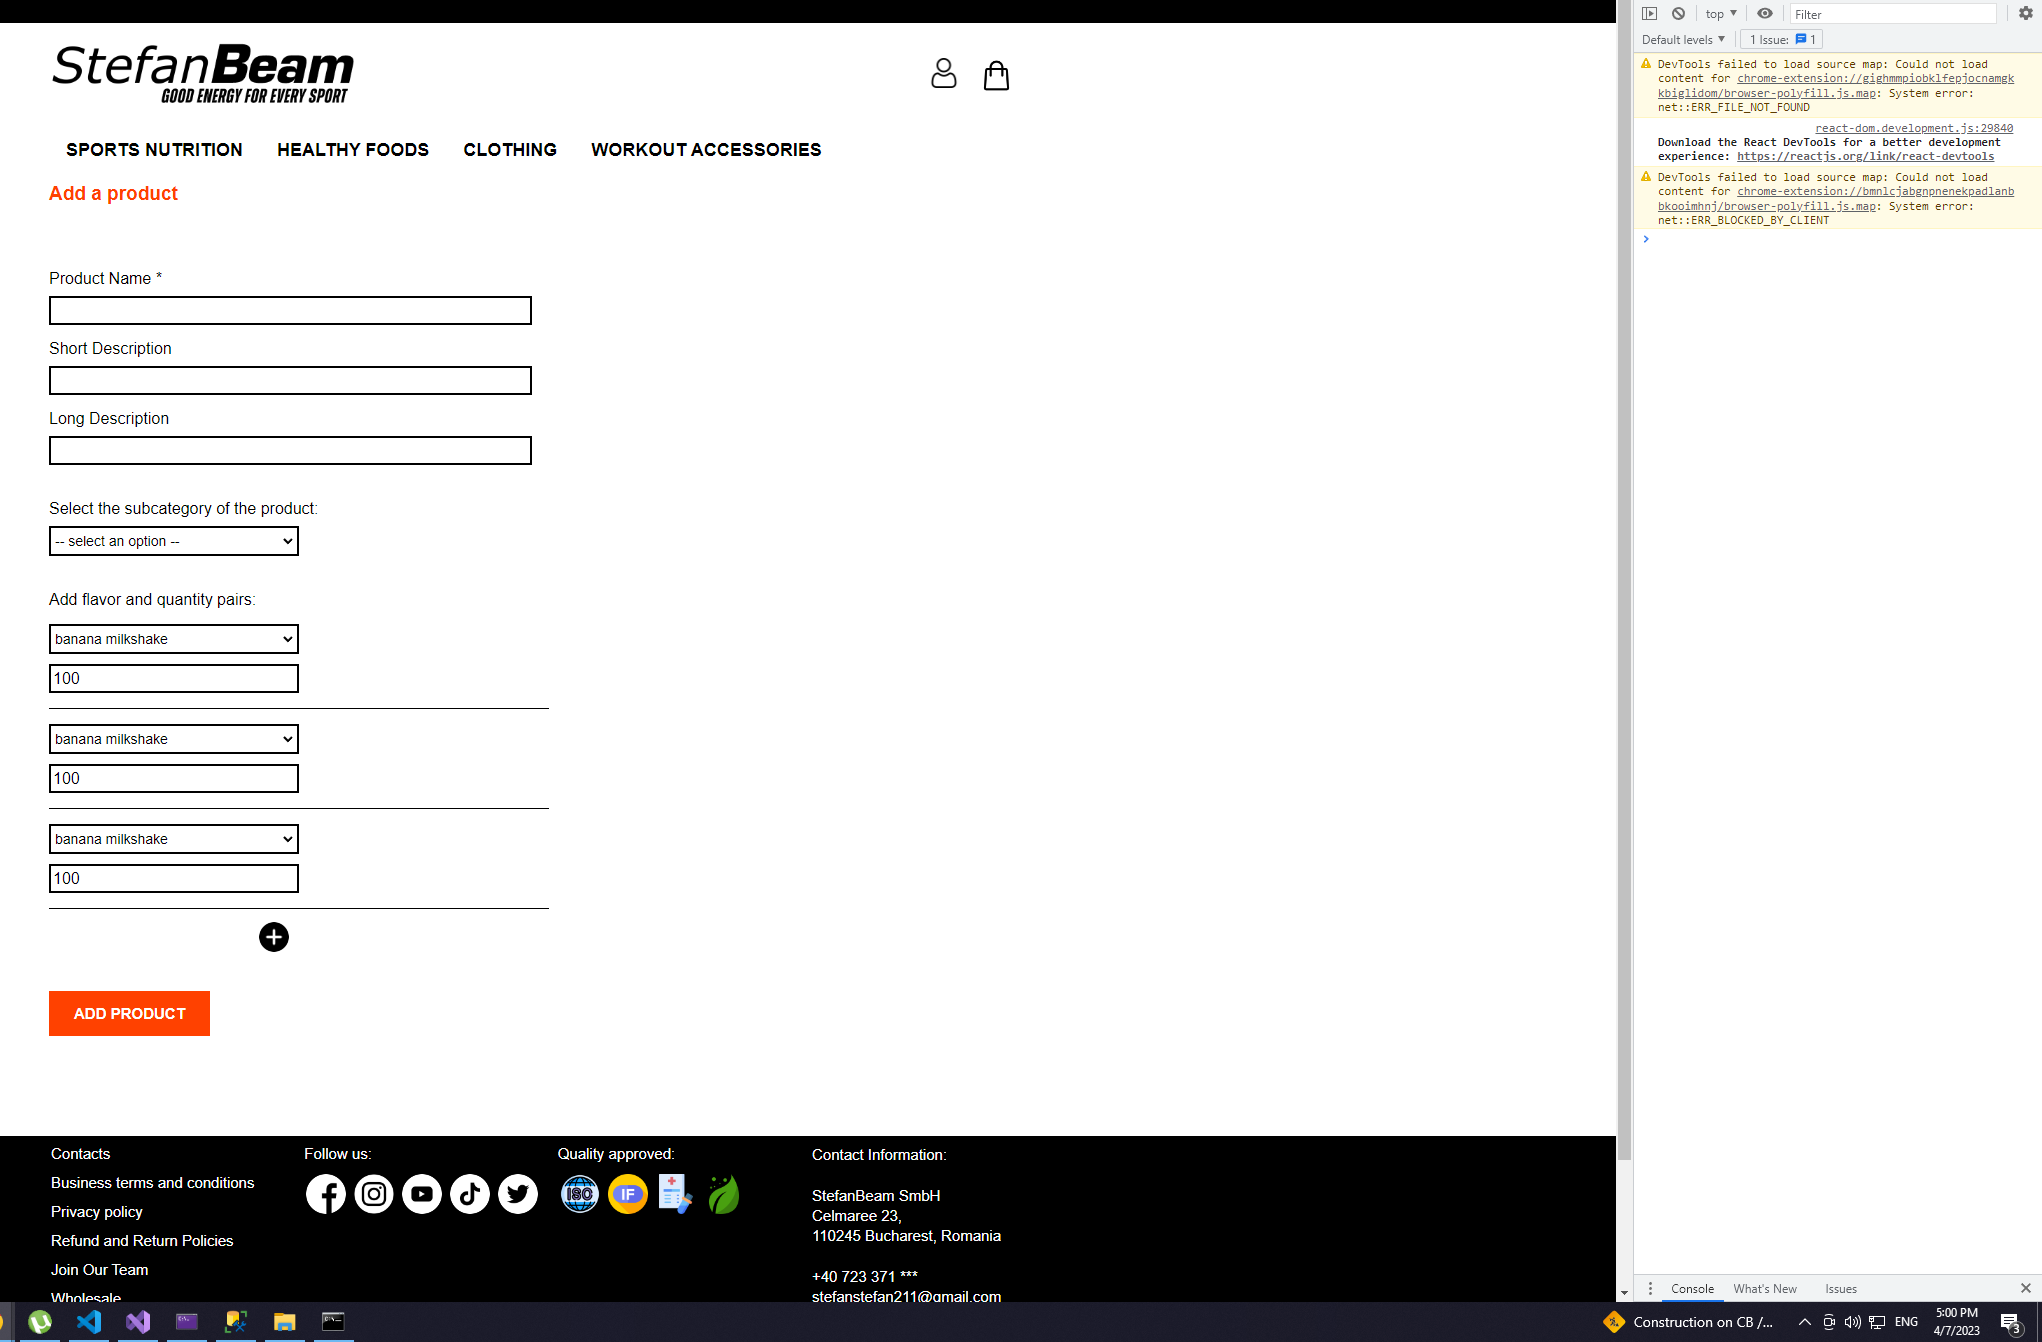 StefanBeam
GOOD ENERGY FOR EVERY SPORT
SPORTS NUTRITION HEALTHY FOODS CLOTHING WORKOUT ACCESSORIES
Add a product
Product Name *
Short Description
Long Description
Select the subcategory of the product:
-- select an option --
Add flavor and quantity pairs:
banana milkshake
100
banana milkshake
100
banana milkshake
100
ADD PRODUCT
Contacts
Business terms and conditions
Privacy policy
Refund and Return Policies
Join Our Team
Wholesale
Follow us:
Quality approved:
ISO
IF
Contact Information:
StefanBeam SmbH
Celmaree 23,
110245 Bucharest, Romania
+40 723 371 ***
stefanstefan211@gmail.com
top
Filter
Default levels
1 Issue: 1
DevTools failed to load source map: Could not load
content for chrome-extension://gighmmpiobklfepjocnamgk
kbiglidom/browser-polyfill.js.map: System error:
net::ERR_FILE_NOT_FOUND
react-dom.development.js:29840
Download the React DevTools for a better development
experience: https://reactjs.org/link/react-devtools
DevTools failed to load source map: Could not load
content for chrome-extension://bmnlcjabgnpnenekpadlanb
bkooimhnj/browser-polyfill.js.map: System error:
net::ERR_BLOCKED_BY_CLIENT
Console What's New Issues
Construction on CB /...
ENG
5:00 PM
4/7/2023
3